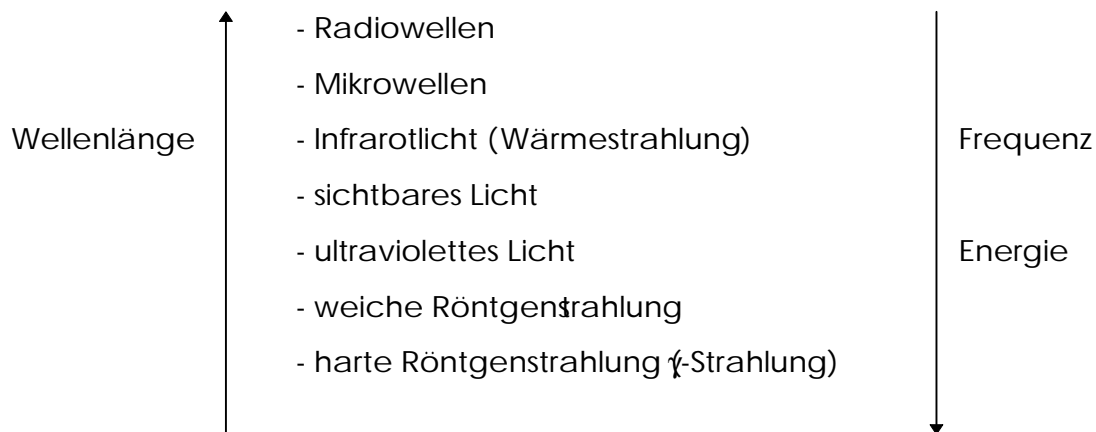 - Radiowellen
- Mikrowellen
Wellenlänge - Infrarotlicht (Wärmestrahlung) Frequenz
- sichtbares Licht
- ultraviolettes Licht Energie
- weiche Röntgenstrahlung
- harte Röntgenstrahlung (γ-Strahlung)